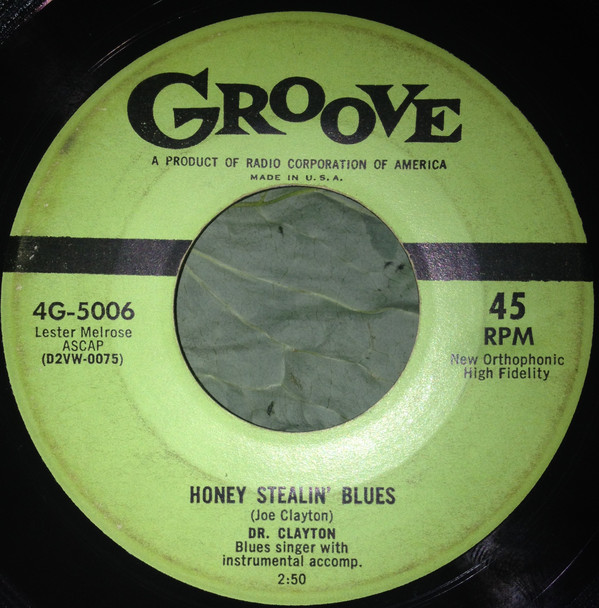 GROOVE
A PRODUCT OF RADIO CORPORATION OF AMERICA
MADE IN U.S.A.
4G-5006
Lester Melrose
ASCAP
(D2VW-0075)
45
RPM
New Orthophonic
High Fidelity
HONEY STEALIN' BLUES
(Joe Clayton)
DR. CLAYTON
Blues singer with
instrumental accomp.
2:50